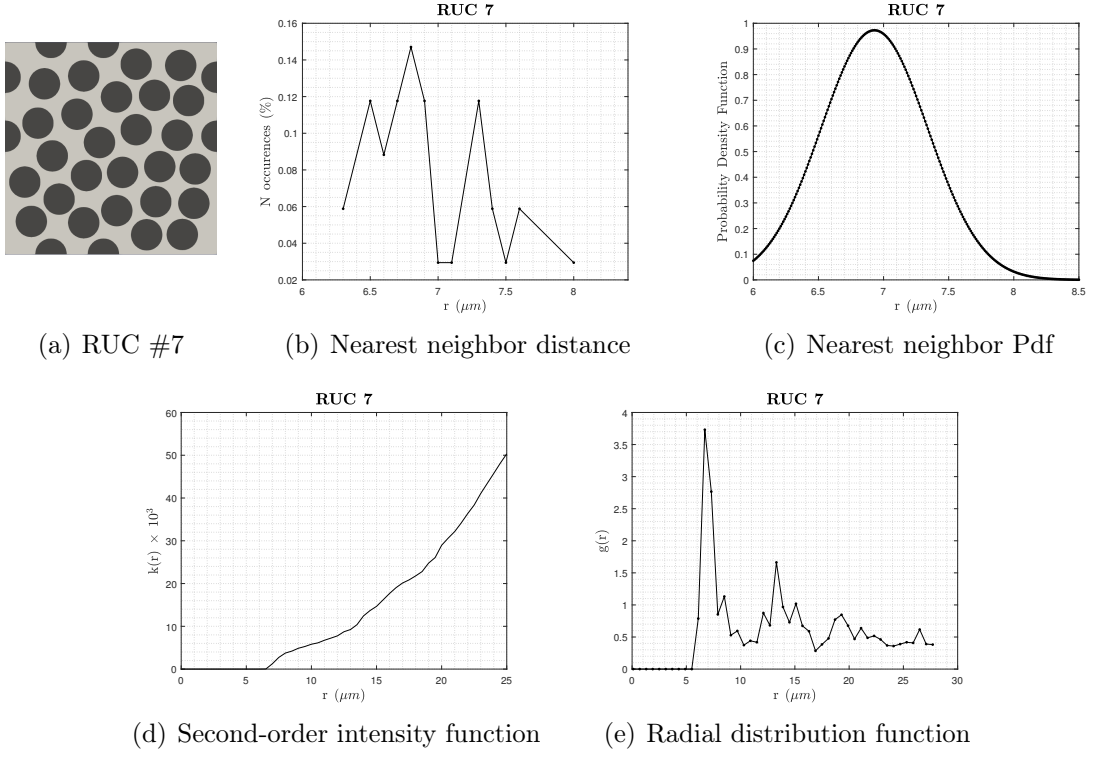 RUC 7
0.16
0.14
0.12
0.1
0.08
0.06
0.04
0.02
N occurences (%)
6 6.5 7 7.5 8
r (μm)
RUC 7
1
0.9
0.8
0.7
0.6
0.5
0.4
0.3
0.2
0.1
0
Probability Density Function
6 6.5 7 7.5 8 8.5
r (μm)
(a) RUC #7
(b) Nearest neighbor distance
(c) Nearest neighbor Pdf
RUC 7
60
50
40
30
20
10
0
k(r) × 10³
0 5 10 15 20 25
r (μm)
RUC 7
4
3.5
3
2.5
2
1.5
1
0.5
0
g(r)
0 5 10 15 20 25 30
r (μm)
(d) Second-order intensity function
(e) Radial distribution function